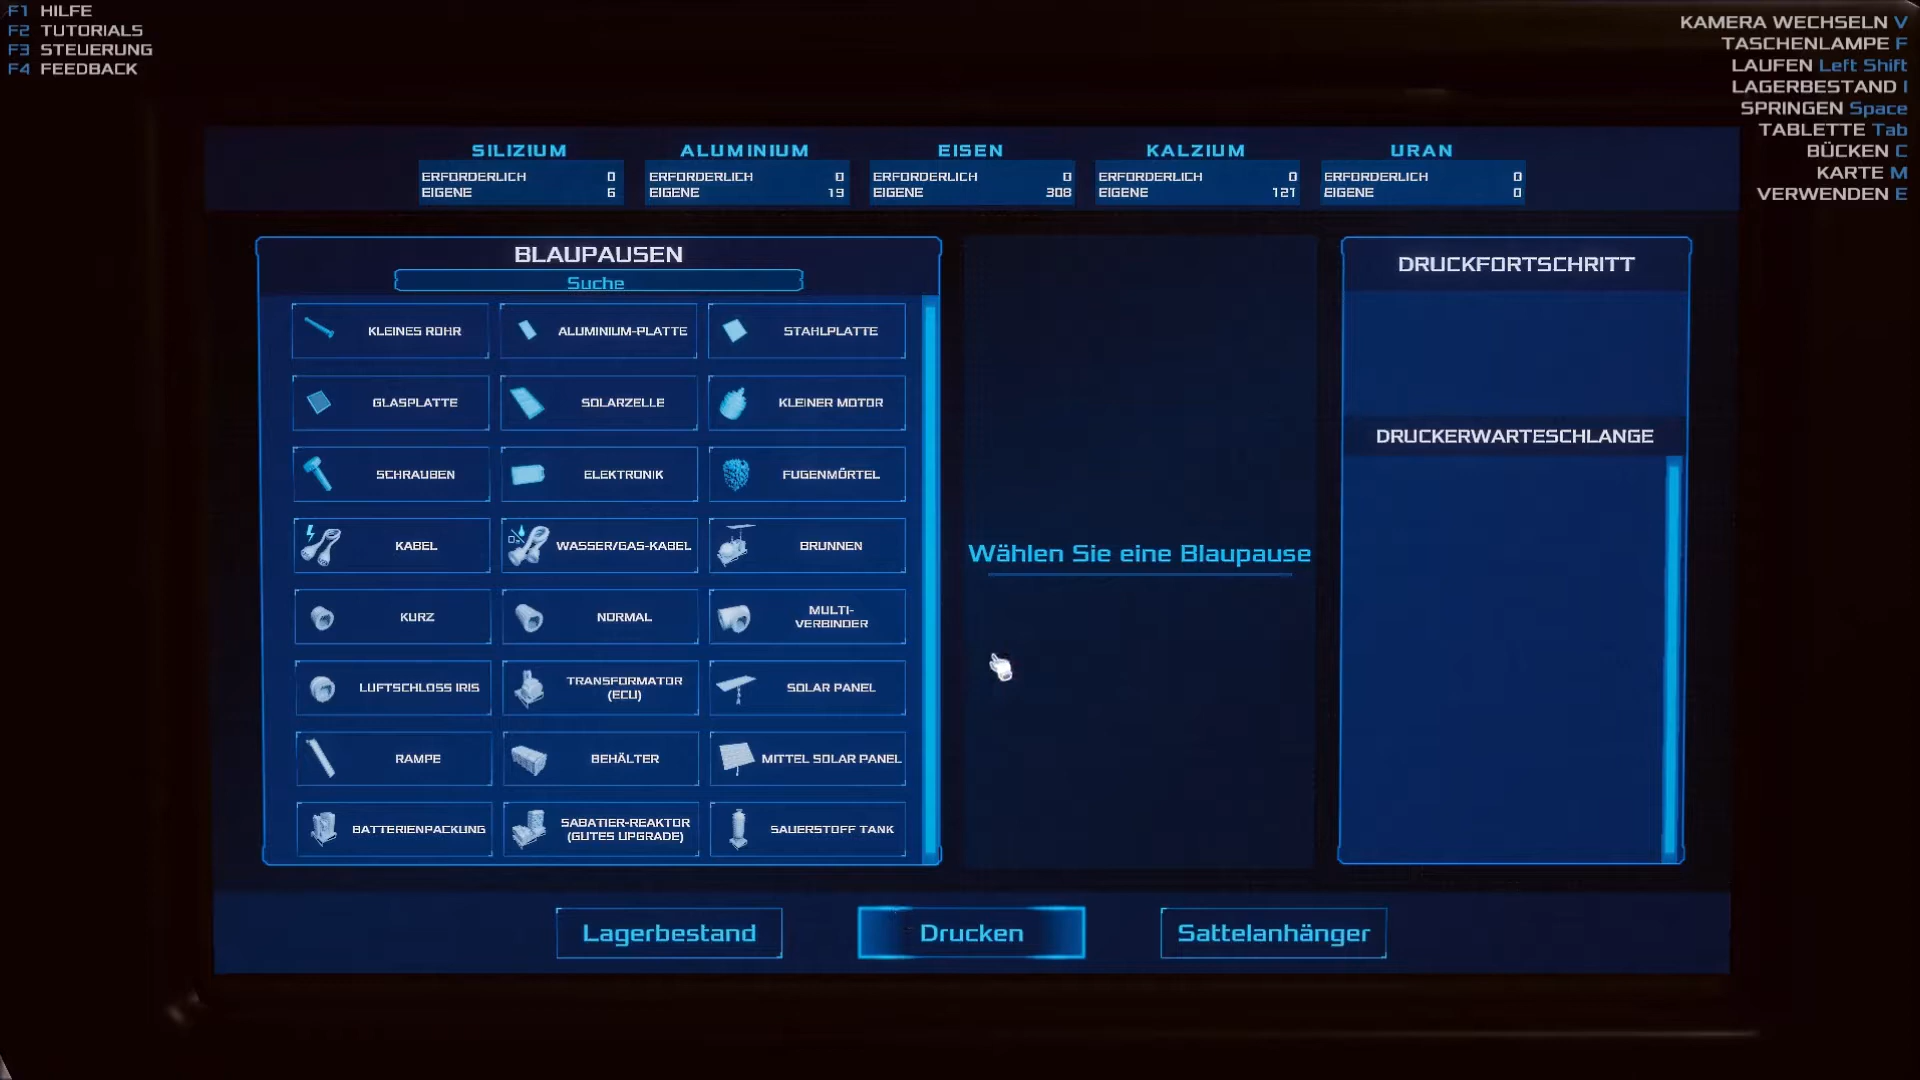 F1 HILFE
F2 TUTORIALS
F3 STEUERUNG
F4 FEEDBACK
KAMERA WECHSELN V
TASCHENLAMPE F
LAUFEN Left Shift
LAGERBESTAND I
SPRINGEN Space
TABLETTE Tab
BÜCKEN C
KARTE M
VERWENDEN E
SILIZIUM
ERFORDERLICH 0
EIGENE 6
ALUMINIUM
ERFORDERLICH 0
EIGENE 19
EISEN
ERFORDERLICH 0
EIGENE 308
KALZIUM
ERFORDERLICH 0
EIGENE 121
URAN
ERFORDERLICH 0
EIGENE 0
BLAUPAUSEN
Suche
KLEINES ROHR
ALUMINIUM-PLATTE
STAHLPLATTE
GLASPLATTE
SOLARZELLE
KLEINER MOTOR
SCHRAUBEN
ELEKTRONIK
FUGENMÖRTEL
KABEL
WASSER/GAS-KABEL
BRUNNEN
KURZ
NORMAL
MULTI-
VERBINDER
LUFTSCHLOSS IRIS
TRANSFORMATOR
(ECU)
SOLAR PANEL
RAMPE
BEHÄLTER
MITTEL SOLAR PANEL
BATTERIENPACKUNG
SABATIER-REAKTOR
(GUTES UPGRADE)
SAUERSTOFF TANK
Wählen Sie eine Blaupause
DRUCKFORTSCHRITT
DRUCKERWARTESCHLANGE
Lagerbestand
Drucken
Sattelanhänger